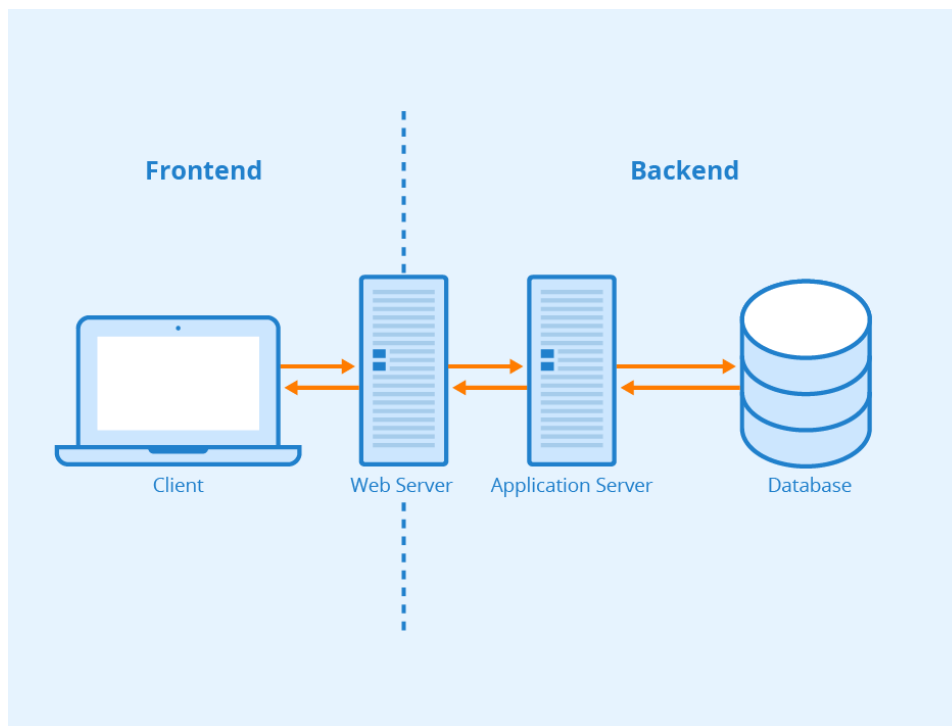 Frontend
Backend
Client
Web Server
Application Server
Database